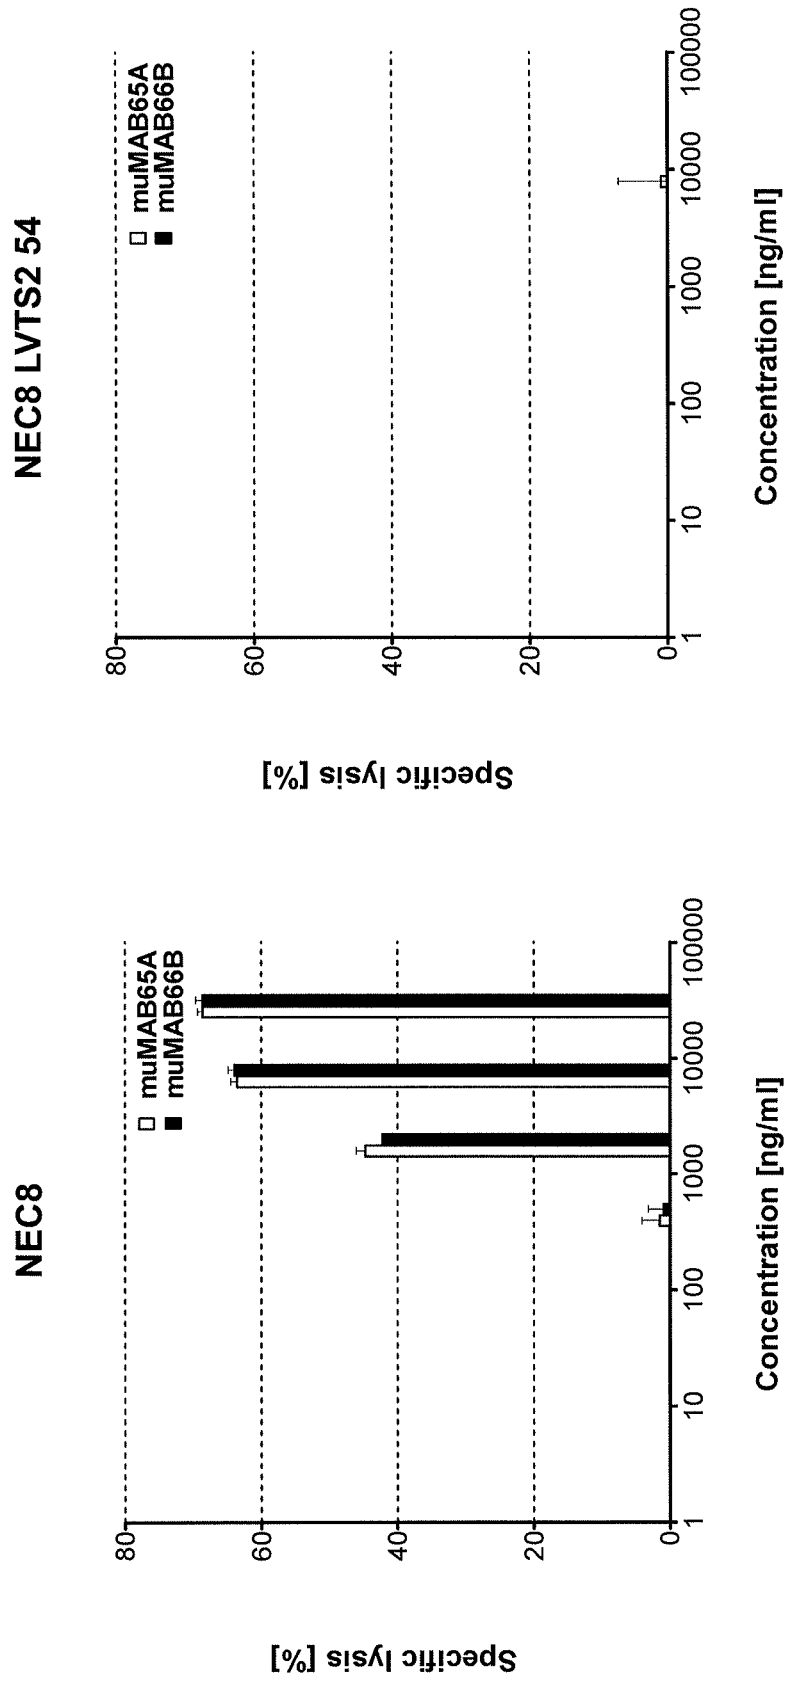 NEC8
muMAB65A
muMAB66B
Specific lysis [%]
80
60
40
20
0
1
10
100
1000
10000
100000
Concentration [ng/ml]
NEC8 LVTS2 54
muMAB65A
muMAB66B
Specific lysis [%]
80
60
40
20
0
1
10
100
1000
10000
100000
Concentration [ng/ml]